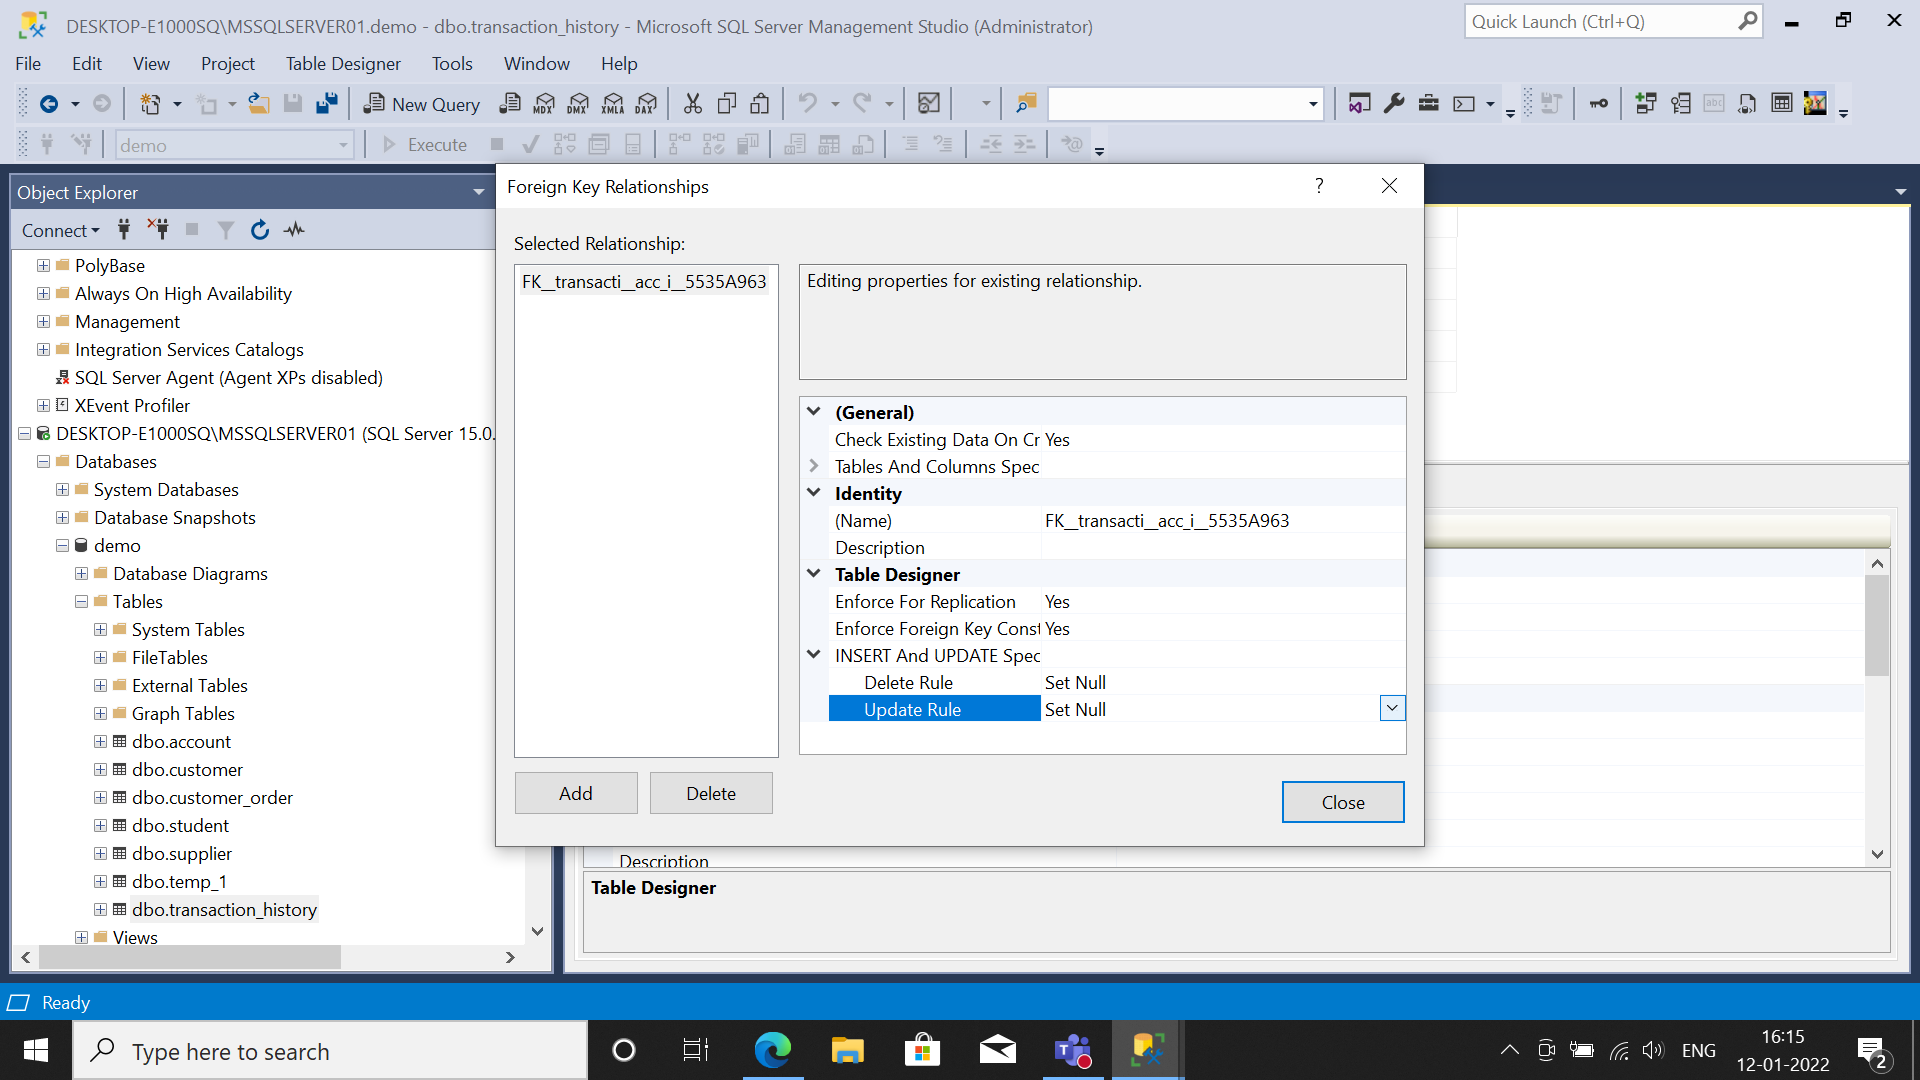 DESKTOP-E1000SQ\MSSQLSERVER01.demo - dbo.transaction_history - Microsoft SQL Server Management Studio (Administrator)
Quick Launch (Ctrl+Q)
File Edit View Project Table Designer Tools Window Help
New Query MDX DMX XMLA DAX
demo
Execute
Object Explorer
Connect
PolyBase
Always On High Availability
Management
Integration Services Catalogs
SQL Server Agent (Agent XPs disabled)
XEvent Profiler
DESKTOP-E1000SQ\MSSQLSERVER01 (SQL Server 15.0.
Databases
System Databases
Database Snapshots
demo
Database Diagrams
Tables
System Tables
FileTables
External Tables
Graph Tables
dbo.account
dbo.customer
dbo.customer_order
dbo.student
dbo.supplier
dbo.temp_1
dbo.transaction_history
Views
Foreign Key Relationships
?
Selected Relationship:
FK__transacti__acc_i__5535A963
Editing properties for existing relationship.
(General)
Check Existing Data On Cr Yes
Tables And Columns Spec
Identity
(Name) FK__transacti__acc_i__5535A963
Description
Table Designer
Enforce For Replication Yes
Enforce Foreign Key Const Yes
INSERT And UPDATE Spec
Delete Rule Set Null
Update Rule Set Null
Add Delete
Close
Description
Table Designer
Ready
Type here to search
ENG
16:15
12-01-2022
2